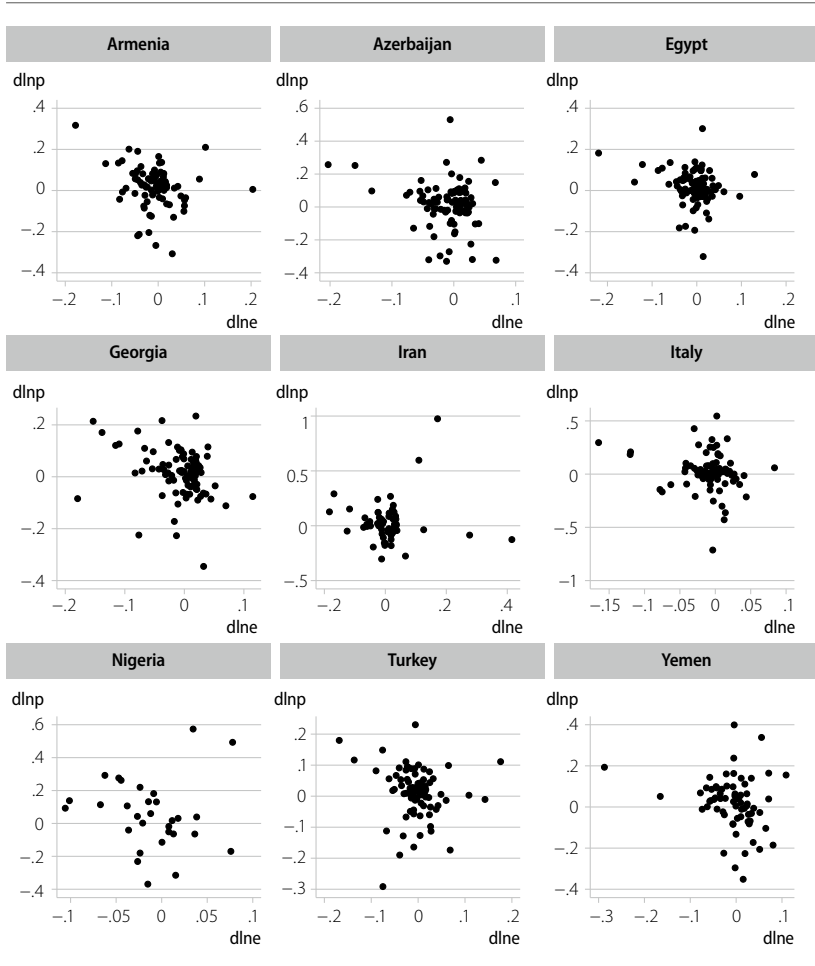 Armenia Azerbaijan Egypt
dlnp dlnp dlnp
.4 .6 .4
.2 .4 .2
0 .2 0
−.2 0 −.2
−.4 −.2 −.4
−.4
−.2 −.1 0 .1 .2 −.2 −.1 0 .1 −.2 −.1 0 .1 .2
dlne dlne dlne
Georgia Iran Italy
dlnp dlnp dlnp
.2 1 .5
0 0.5 0
−.2 0 −.5
−.4 −.5 −1
−.2 −.1 0 .1 −.2 0 .2 .4 −.15 −.1 −.05 0 .05 .1
dlne dlne dlne
Nigeria Turkey Yemen
dlnp dlnp dlnp
.6 .2 .4
.4 .1 .2
.2 0 0
0 −.1 −.2
−.2 −.2 −.4
−.4 −.3
−.1 −.05 0 .05 .1 −.2 −.1 0 .1 .2 −.3 −.2 −.1 0 .1
dlne dlne dlne